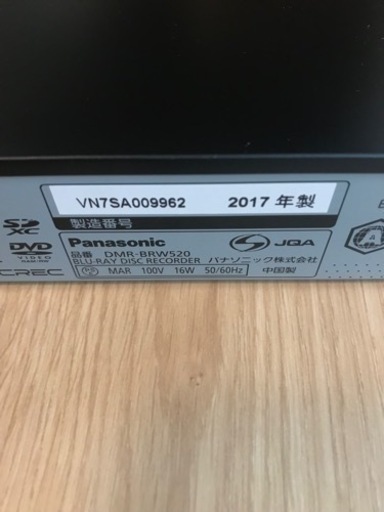 VN7SA009962 2017 年製
製造番号
SD XC
DVD VIDEO
Panasonic JQA
品番 DMR-BRW520
BLU-RAY DISC RECORDER パナソニック株式会社
MAR 100V 16W 50/60Hz 中国製
CREC